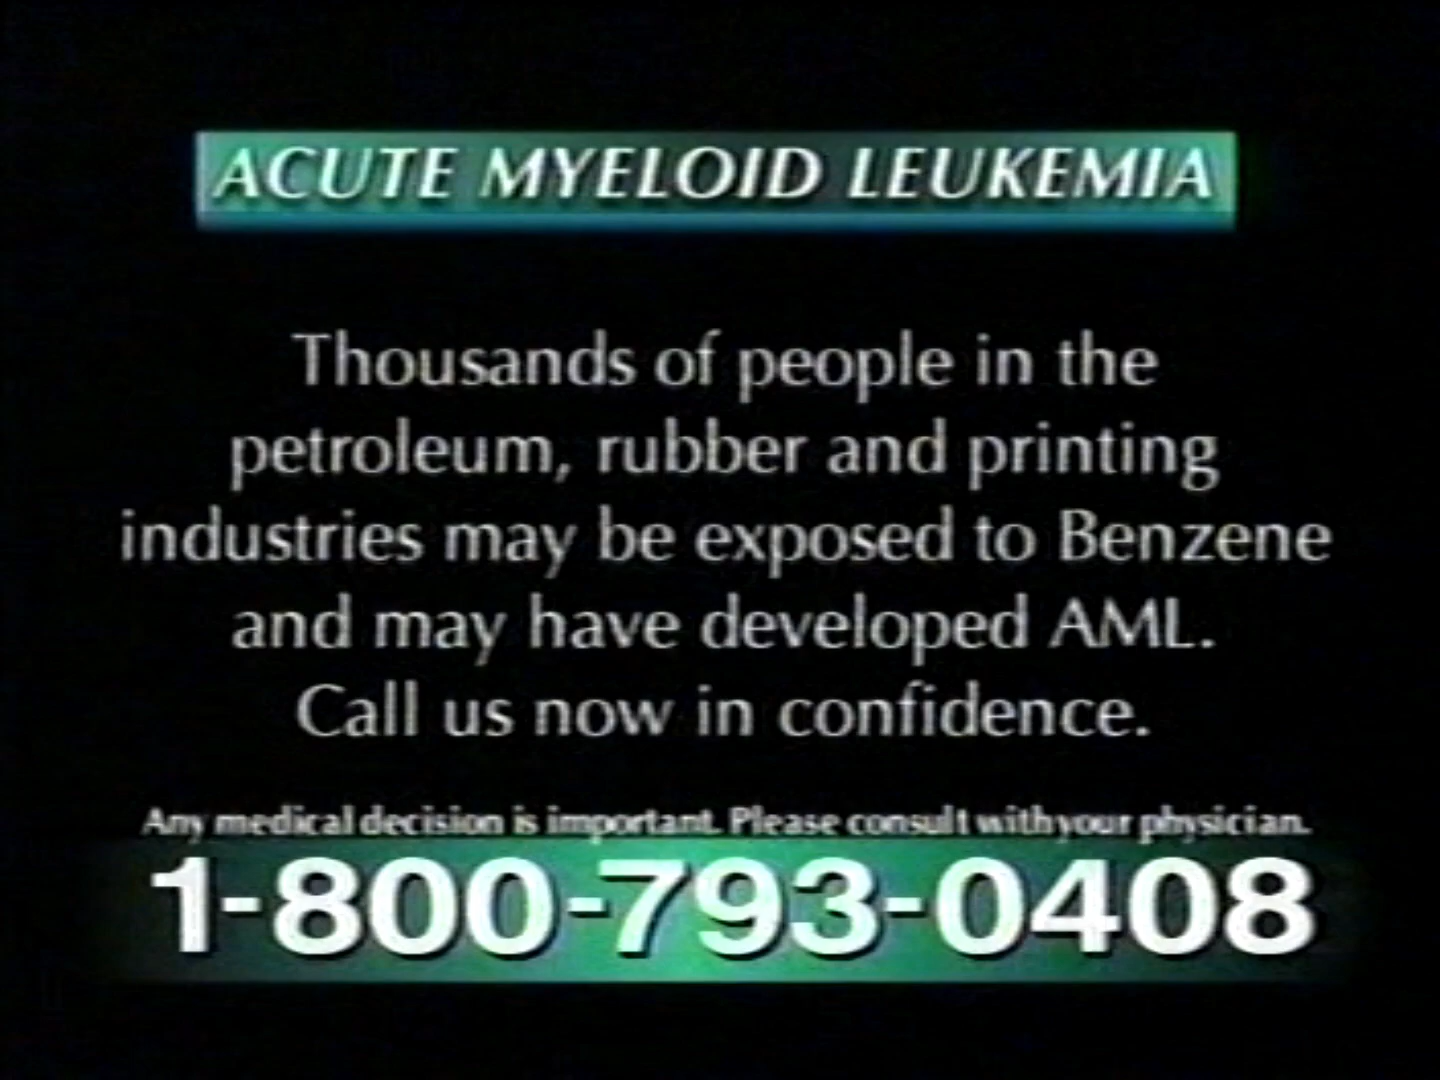 ACUTE MYELOID LEUKEMIA
Thousands of people in the
petroleum, rubber and printing
industries may be exposed to Benzene
and may have developed AML.
Call us now in confidence.
Any medical decision is important. Please consult with your physician.
1-800-793-0408